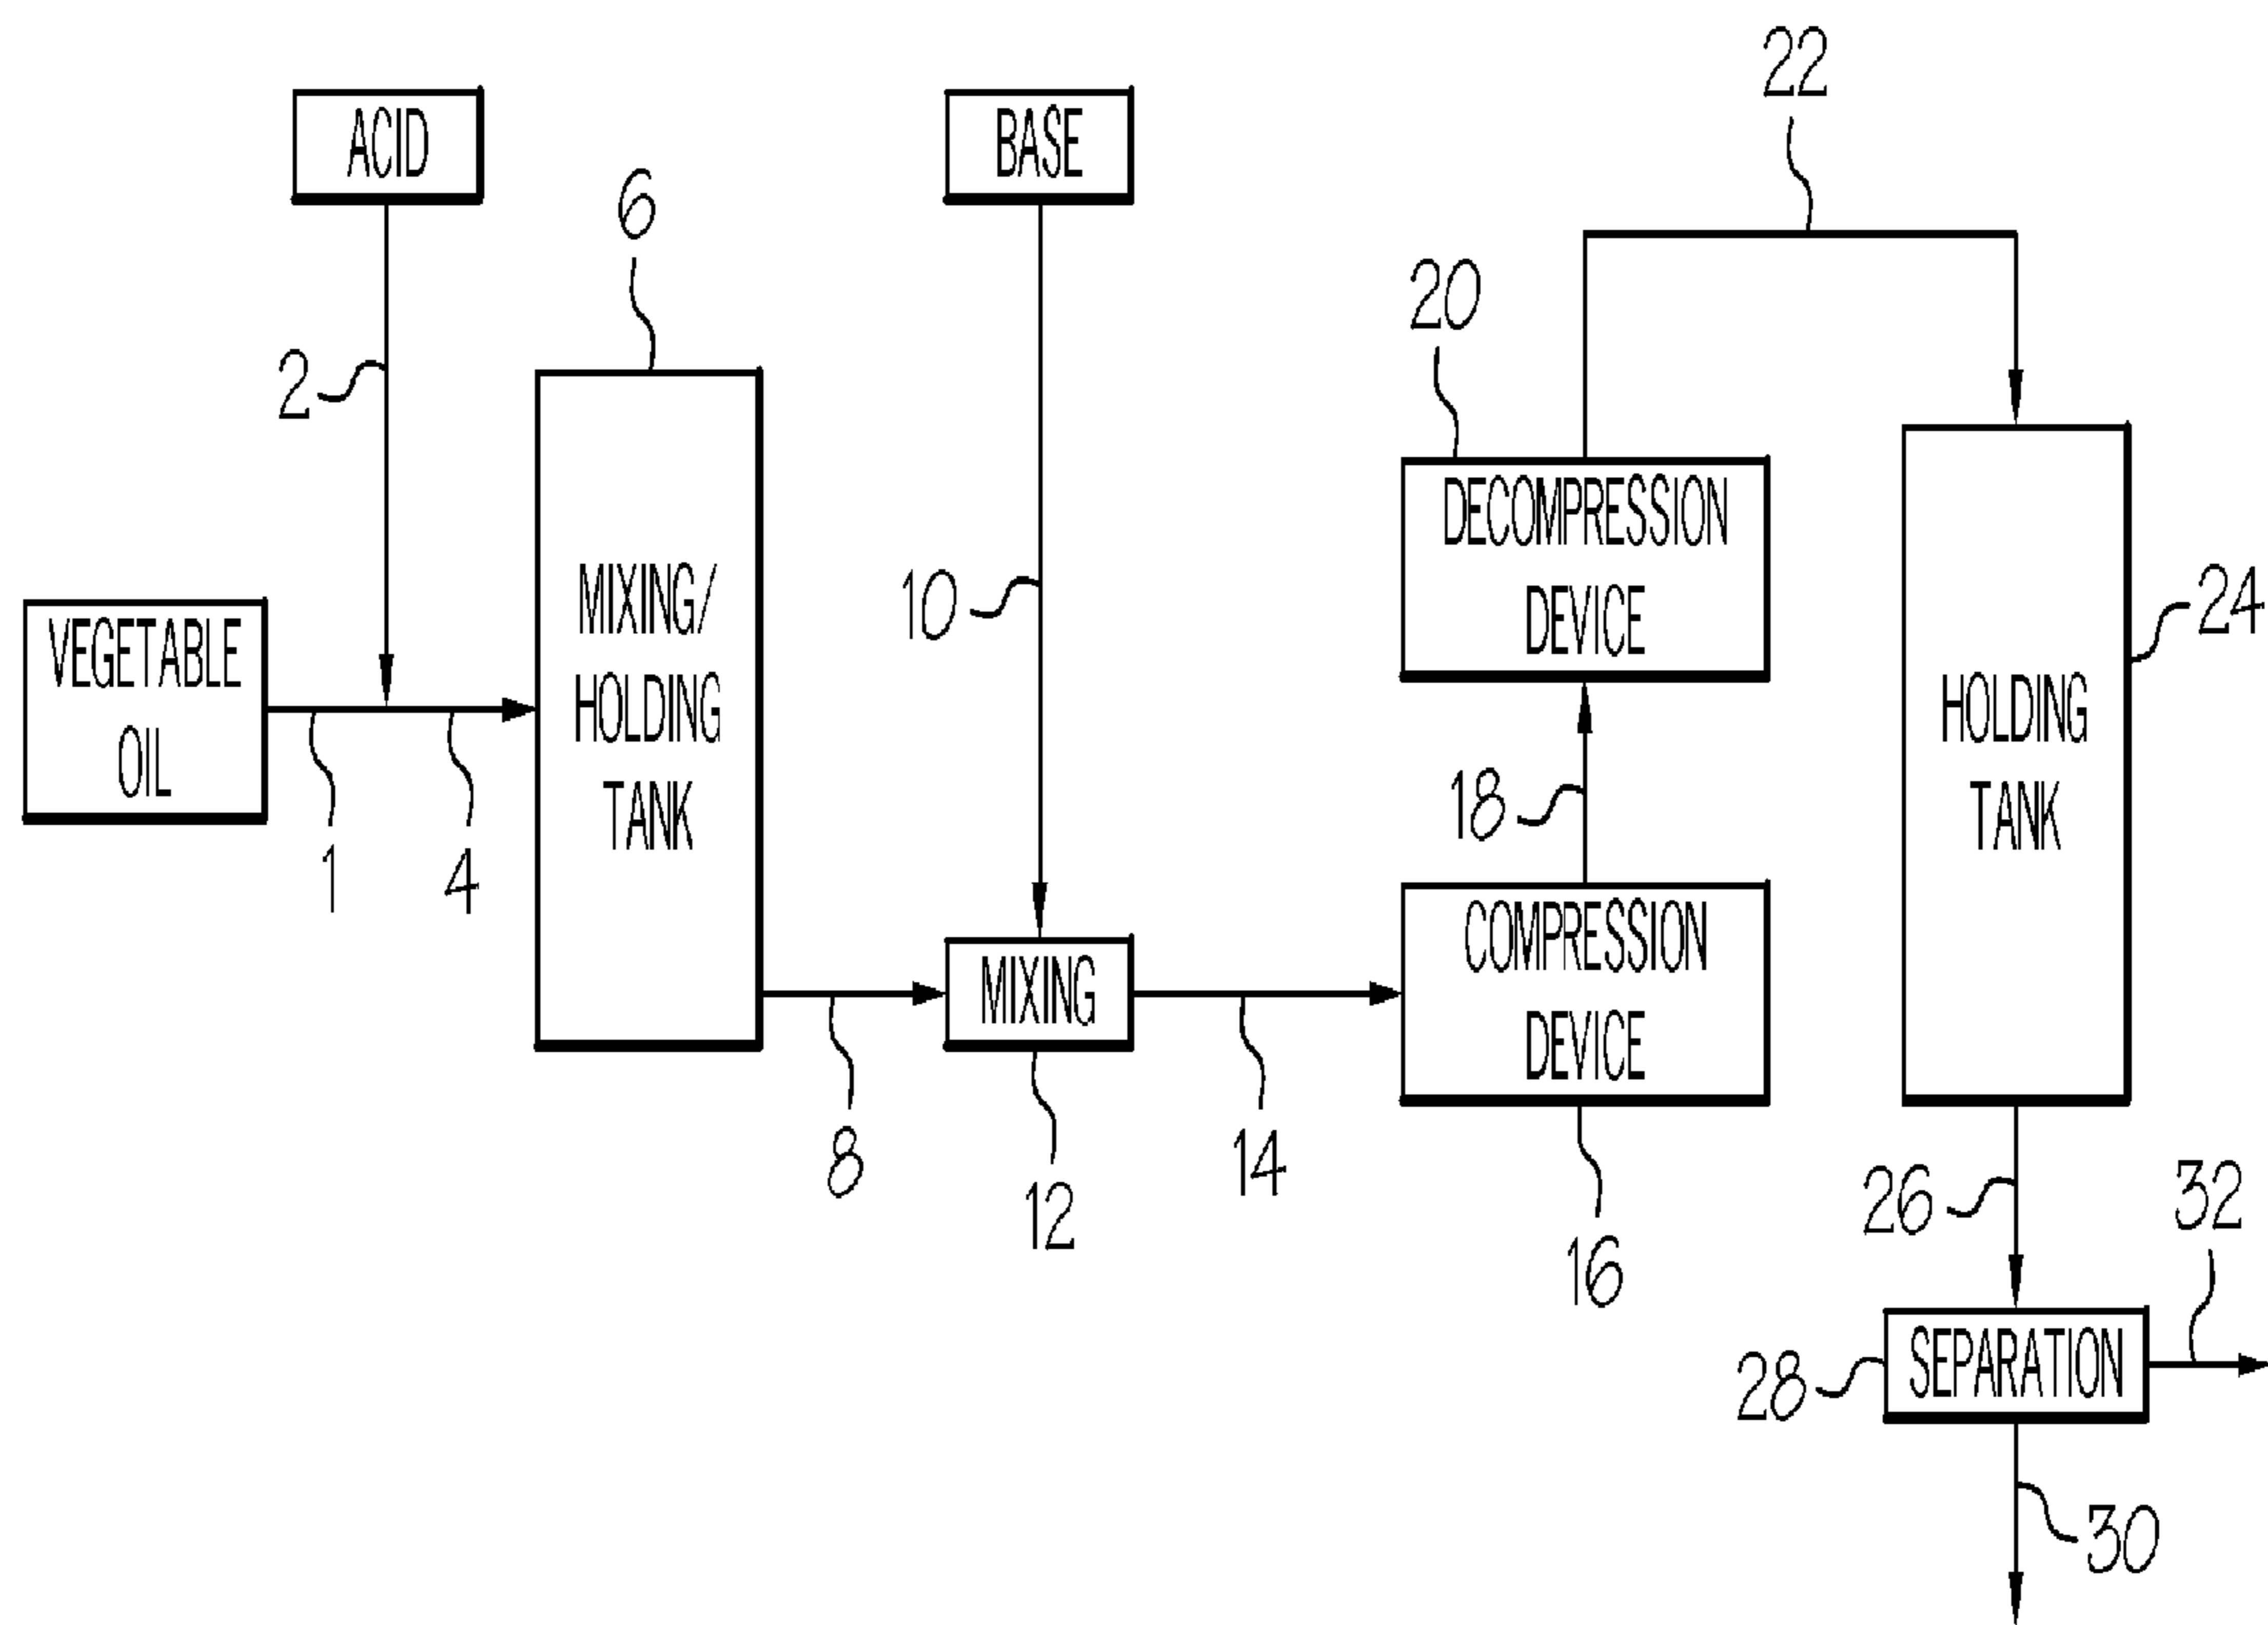 22
ACID
BASE
6
20
2
DECOMPRESSION
DEVICE
MIXING/
HOLDING
TANK
10
24
VEGETABLE
OIL
HOLDING
TANK
18
1
4
COMPRESSION
DEVICE
MIXING
8
12
14
16
26
32
28
SEPARATION
30